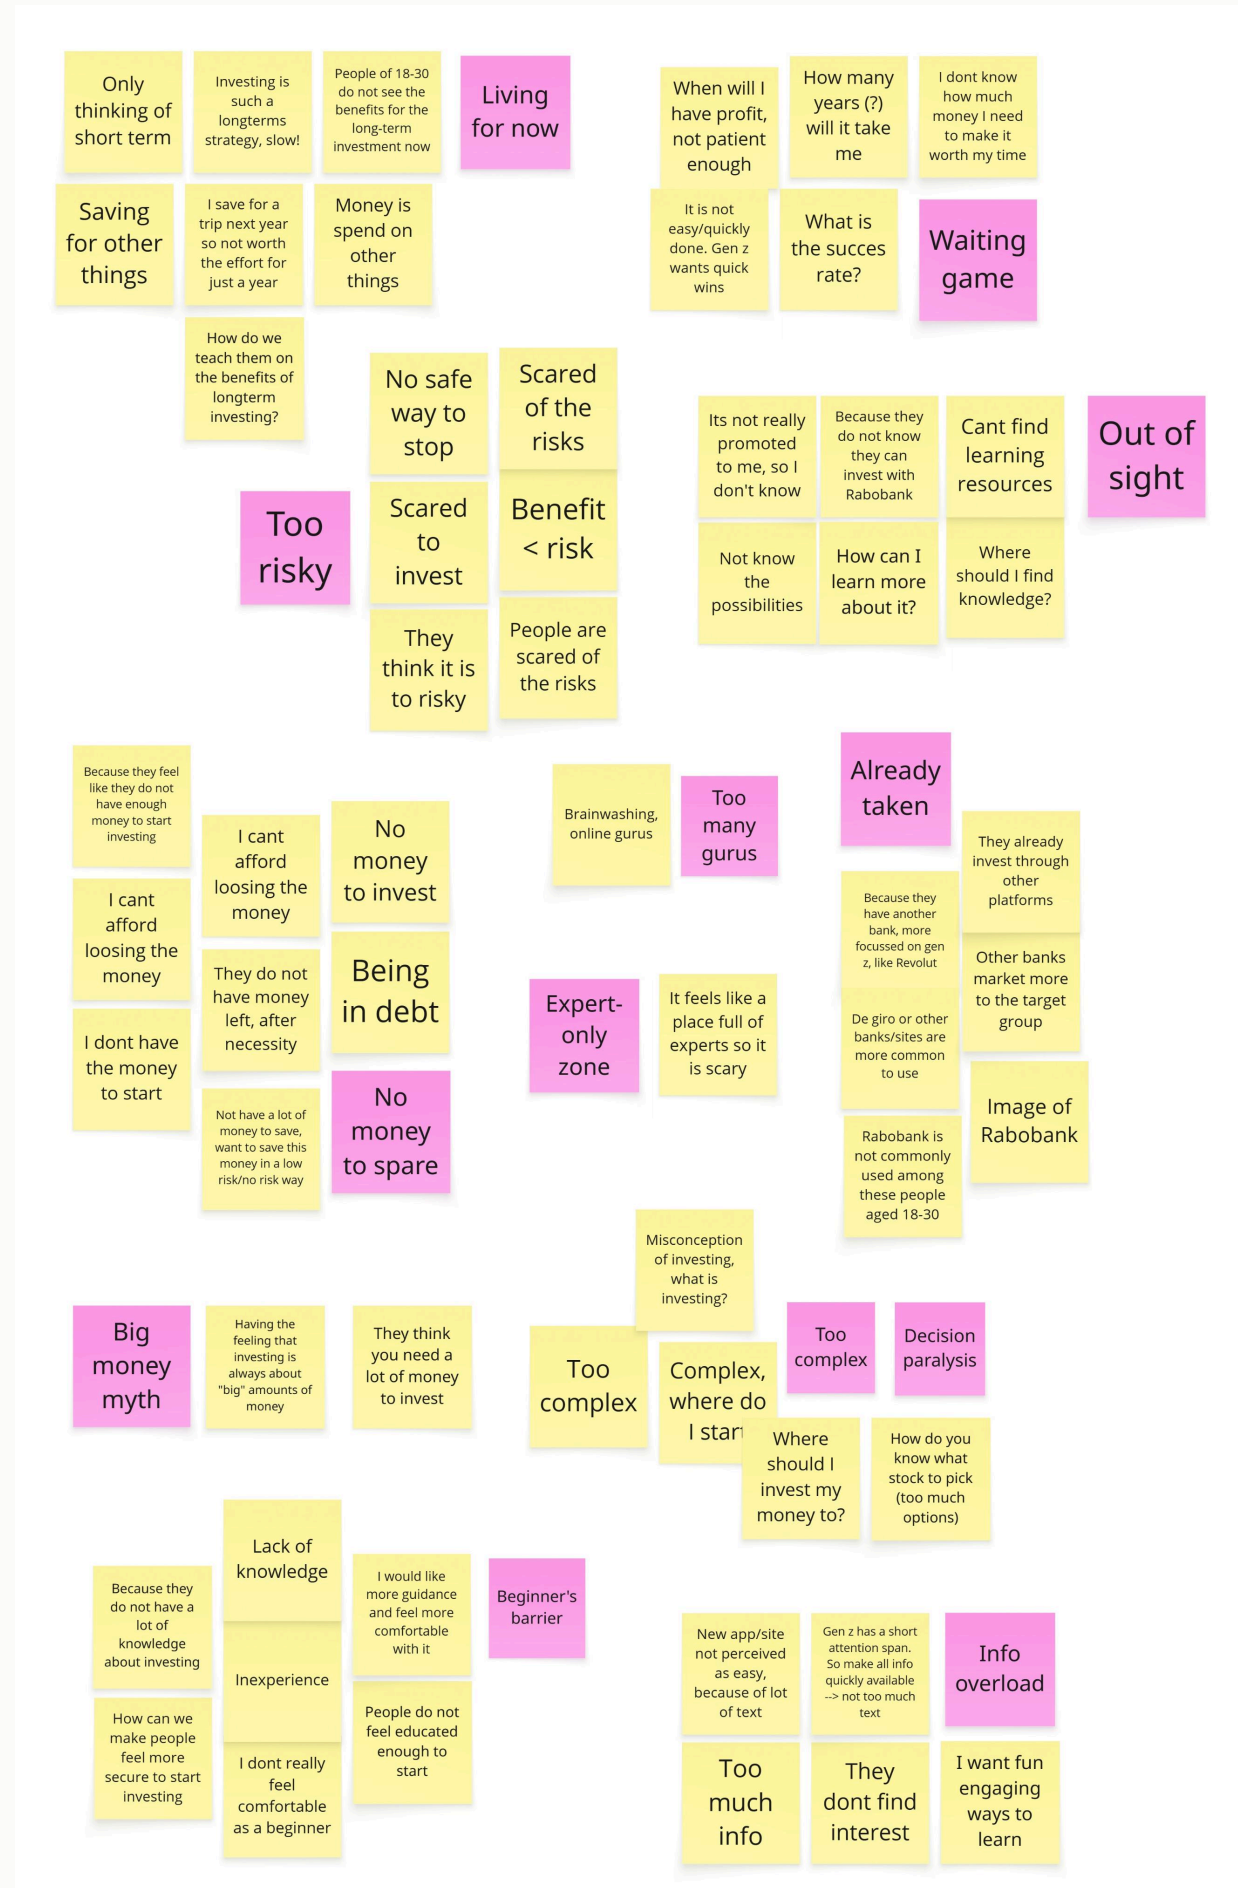 Only
thinking of
short term
Investing is
such a
longterms
strategy, slow!
People of 18-30
do not see the
benefits for the
long-term
investment now
Living
for now
Saving
for other
things
I save for a
trip next year
so not worth
the effort for
just a year
Money is
spend on
other
things
How do we
teach them on
the benefits of
longterm
investing?
When will I
have profit,
not patient
enough
How many
years (?)
will it take
me
I dont know
how much
money I need
to make it
worth my time
It is not
easy/quickly
done. Gen z
wants quick
wins
What is
the succes
rate?
Waiting
game
No safe
way to
stop
Scared
of the
risks
Too
risky
Scared
to
invest
Benefit
< risk
They
think it is
to risky
People are
scared of
the risks
Its not really
promoted
to me, so I
don't know
Because they
do not know
they can
invest with
Rabobank
Cant find
learning
resources
Out of
sight
Not know
the
possibilities
How can I
learn more
about it?
Where
should I find
knowledge?
Because they feel
like they do not
have enough
money to start
investing
I cant
afford
loosing the
money
No
money
to invest
I cant
afford
loosing the
money
They do not
have money
left, after
necessity
Being
in debt
I dont have
the money
to start
Not have a lot of
money to save,
want to save this
money in a low
risk/no risk way
No
money
to spare
Brainwashing,
online gurus
Too
many
gurus
Expert-
only
zone
It feels like a
place full of
experts so it
is scary
Already
taken
They already
invest through
other
platforms
Because they
have another
bank, more
focussed on gen
z, like Revolut
Other banks
market more
to the target
group
De giro or other
banks/sites are
more common
to use
Image of
Rabobank
Rabobank is
not commonly
used among
these people
aged 18-30
Big
money
myth
Having the
feeling that
investing is
always about
"big" amounts of
money
They think
you need a
lot of money
to invest
Misconception
of investing,
what is
investing?
Too
complex
Complex,
where do
I start
Too
complex
Decision
paralysis
Where
should I
invest my
money to?
How do you
know what
stock to pick
(too much
options)
Lack of
knowledge
Because they
do not have a
lot of
knowledge
about investing
I would like
more guidance
and feel more
comfortable
with it
Beginner's
barrier
Inexperience
How can we
make people
feel more
secure to start
investing
I dont really
feel
comfortable
as a beginner
People do not
feel educated
enough to
start
New app/site
not perceived
as easy,
because of lot
of text
Gen z has a short
attention span.
So make all info
quickly available
--> not too much
text
Info
overload
Too
much
info
They
dont find
interest
I want fun
engaging
ways to
learn